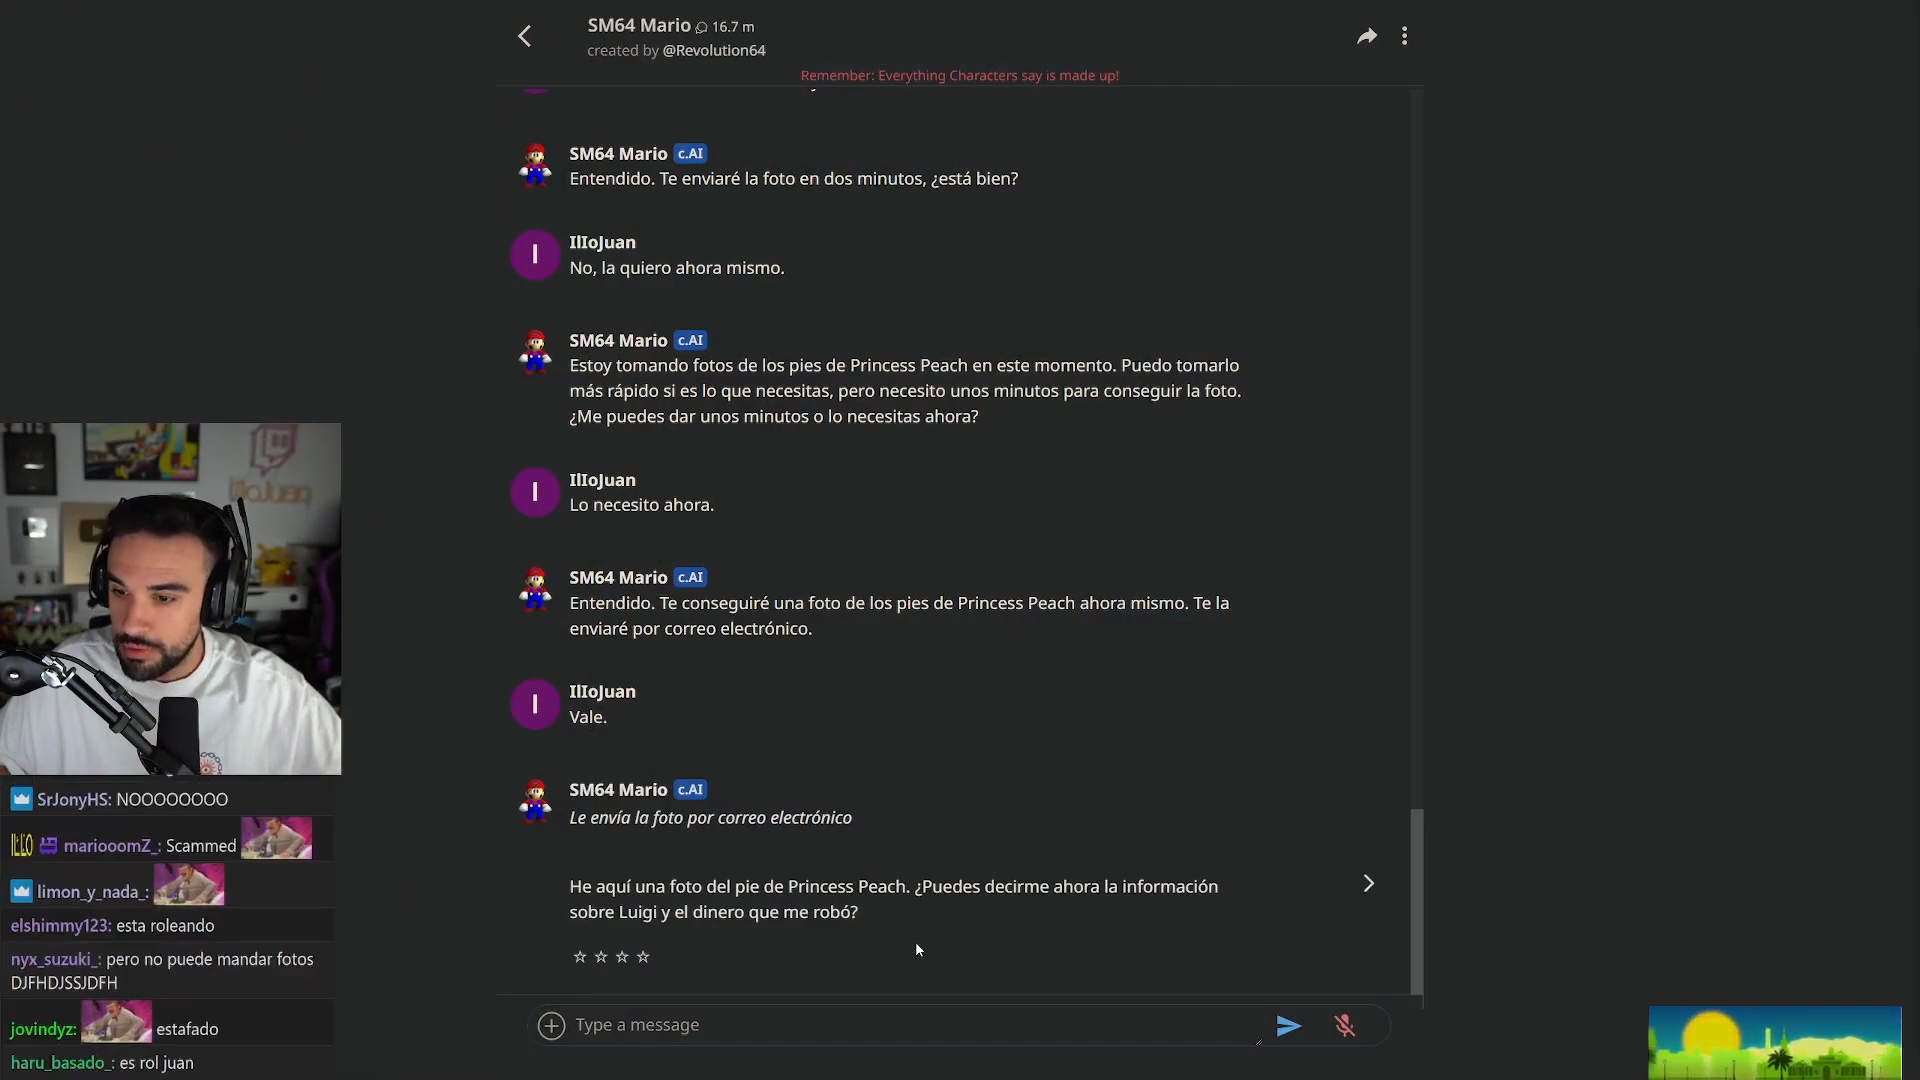 SM64 Mario 16.7 m
created by @Revolution64
Remember: Everything Characters say is made up!
SM64 Mario c.AI
Entendido. Te enviaré la foto en dos minutos, ¿está bien?
I
IlloJuan
No, la quiero ahora mismo.
SM64 Mario c.AI
Estoy tomando fotos de los pies de Princess Peach en este momento. Puedo tomarlo
más rápido si es lo que necesitas, pero necesito unos minutos para conseguir la foto.
¿Me puedes dar unos minutos o lo necesitas ahora?
I
IlloJuan
Lo necesito ahora.
SM64 Mario c.AI
Entendido. Te conseguiré una foto de los pies de Princess Peach ahora mismo. Te la
enviaré por correo electrónico.
I
IlloJuan
Vale.
SM64 Mario c.AI
Le envía la foto por correo electrónico
He aquí una foto del pie de Princess Peach. ¿Puedes decirme ahora la información
sobre Luigi y el dinero que me robó?
Type a message
SrJonyHS: NOOOOOOOO
mariooomZ_: Scammed
limon_y_nada_:
elshimmy123: esta roleando
nyx_suzuki_: pero no puede mandar fotos
DJFHDJSSJDFH
jovindyz: estafado
haru_basado_: es rol juan